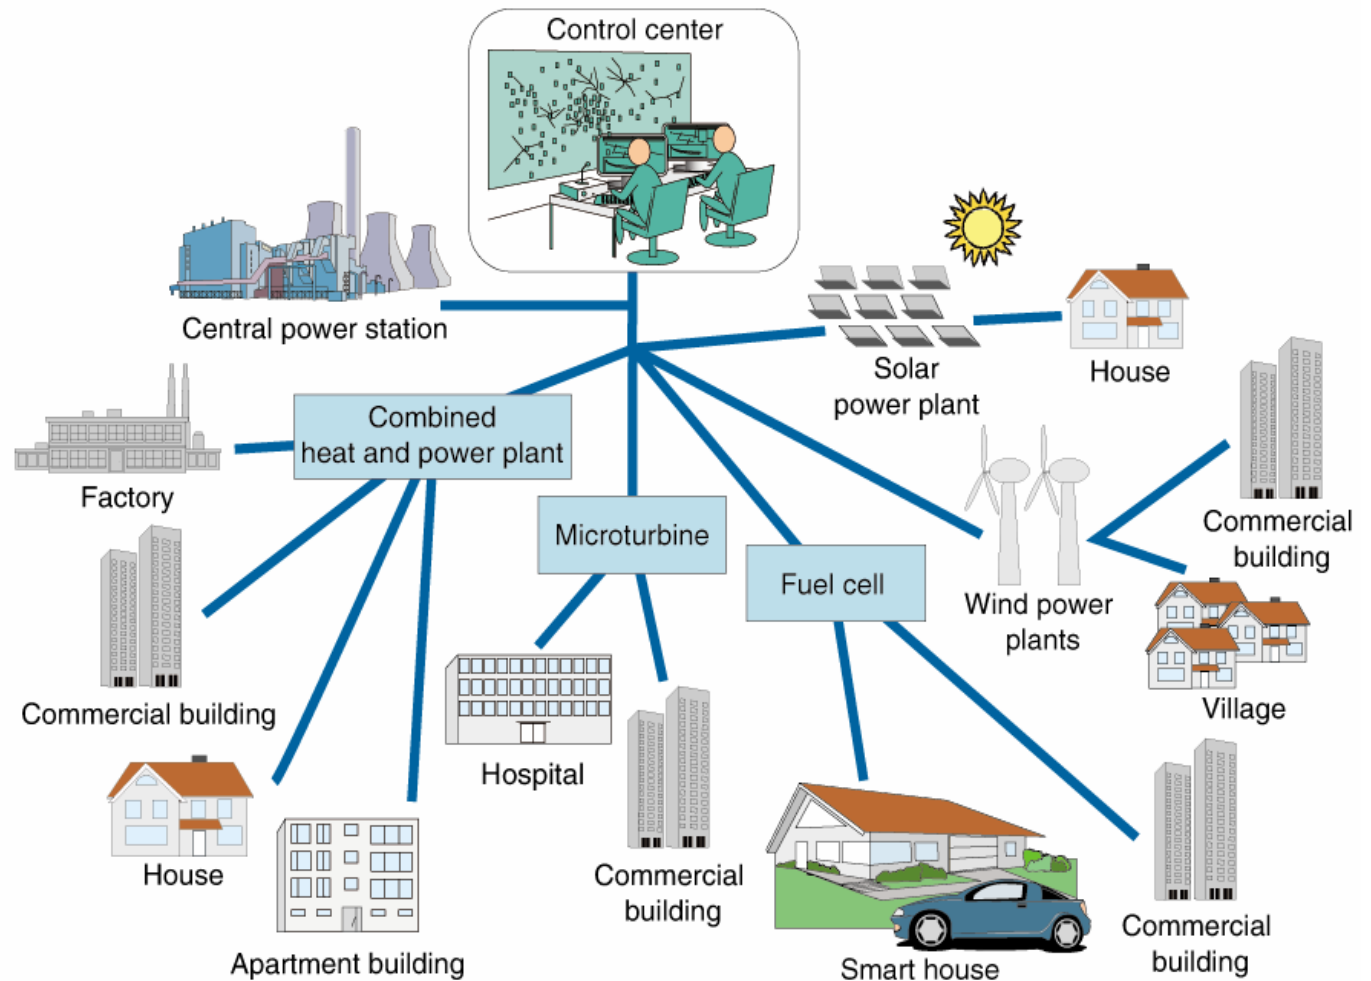 Control center
Central power station
Solar
power plant
House
Combined
heat and power plant
Factory
Commercial
building
Microturbine
Fuel cell
Wind power
plants
Commercial building
Village
Hospital
House
Commercial
building
Apartment building
Smart house
Commercial
building